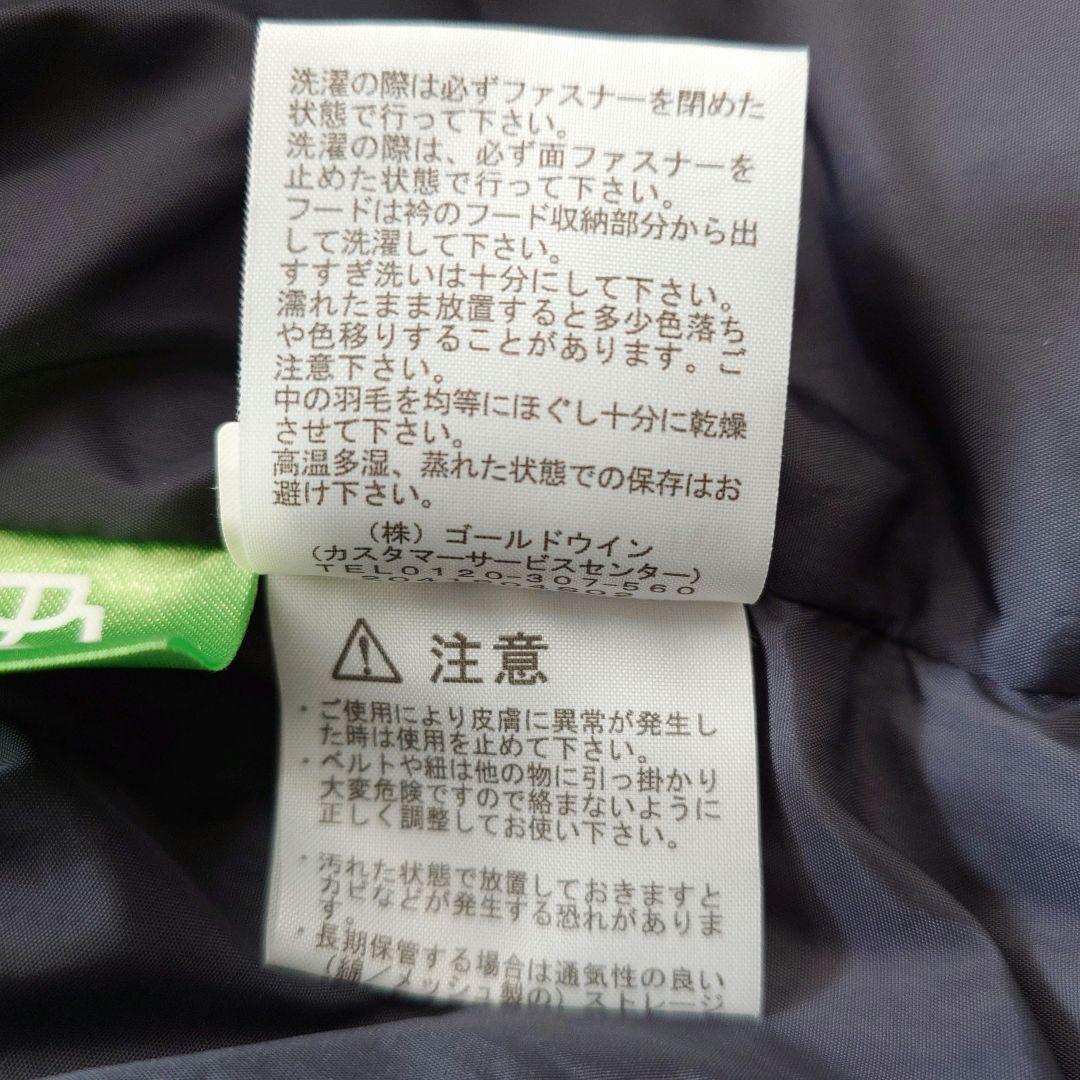 洗濯の際は必ずファスナーを閉めた
状態で行って下さい。
洗濯の際は、必ず面ファスナーを
止めた状態で行って下さい。
フードは衿のフード収納部分から出
して洗濯して下さい。
すすぎ洗いは十分にして下さい。
濡れたまま放置すると多少色落ち
や色移りすることがあります。ご
注意下さい。
中の羽毛を均等にほぐし十分に乾燥
させて下さい。
高温多湿、蒸れた状態での保存はお
避け下さい。
(株)ゴールドウイン
(カスタマーサービスセンター)
TEL0120-307-560
注意
・ご使用により皮膚に異常が発生し
た時は使用を止めて下さい。
・ベルトや紐は他の物に引っ掛かり
大変危険ですので絡まないように
正しく調整してお使い下さい。
・汚れた状態で放置しておきますと
カビなどが発生する恐れがありま
す。
・長期保管する場合は通気性の良い
(綿/メッシュ製の)ストレージ